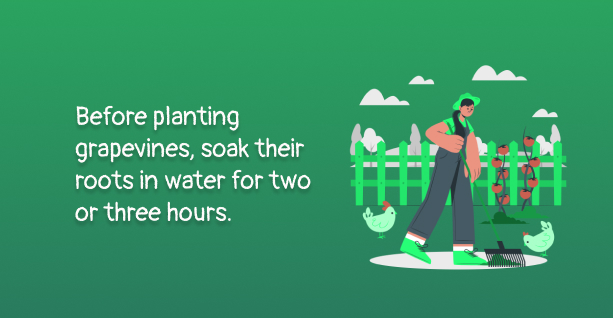 Before planting
grapevines, soak their
roots in water for two
or three hours.